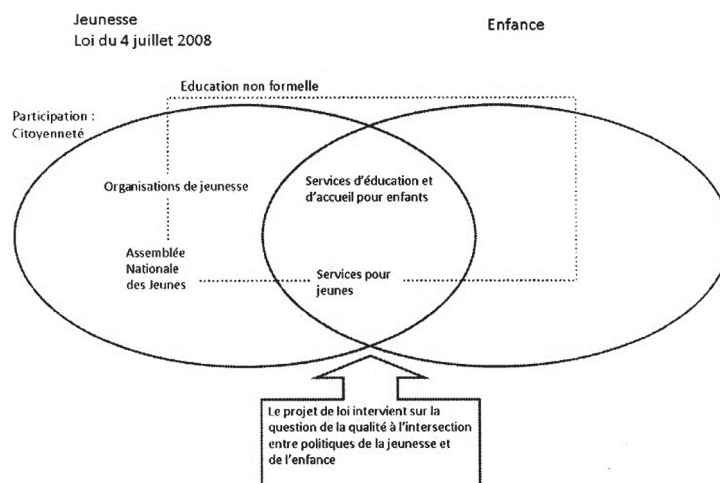 Jeunesse
Loi du 4 juillet 2008
Enfance
Education non formelle
Participation :
Citoyenneté
Organisations de jeunesse
Services d'éducation et
d'accueil pour enfants
Assemblée
Nationale
des Jeunes
Services pour
jeunes
Le projet de loi intervient sur la
question de la qualité à l'intersection
entre politiques de la jeunesse et
de l'enfance